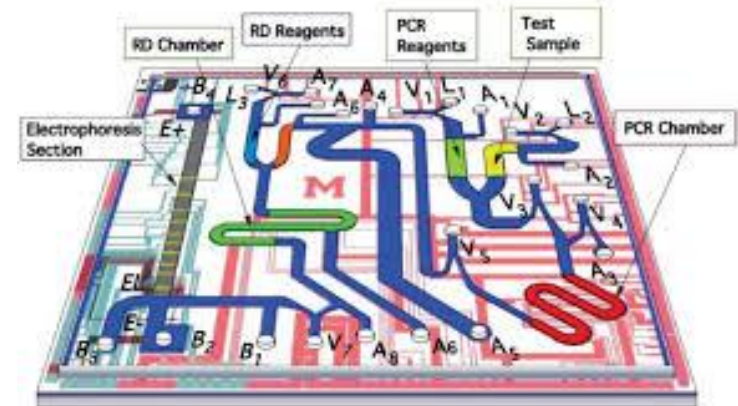 RD Chamber
RD Reagents
PCR
Reagents
Test
Sample
PCR Chamber
Electrophoresis
Section
B4
E+
L3
V6
A7
A6
A4
V1
L1
A1
V2
L2
A2
V3
V4
A3
V5
M
EL
E-
B3
B2
B1
V7
A8
A6
A5